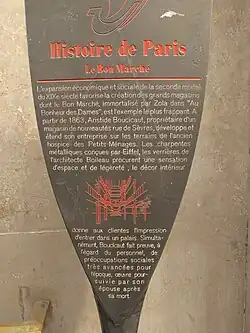 Histoire de Paris
Le Bon Marché
L'expansion économique et sociale de la seconde moitié
du XIXe siècle favorise la création des grands magasins
dont le Bon Marché, immortalisé par Zola dans "Au
Bonheur des Dames", est l'exemple le plus frappant. A
partir de 1863, Aristide Boucicaut, propriétaire d'un
magasin de nouveautés rue de Sèvres, développe et
étend son entreprise sur les terrains de l'ancien
hospice des Petits Ménages. Les charpentes
métalliques conçues par Eiffel, les verrières de
l'architecte Boileau procurent une sensation
d'espace et de légèreté ; le décor intérieur
donne aux clientes l'impression
d'entrer dans un palais. Simulta-
nément, Boucicaut fait preuve, à
l'égard du personnel, de
préoccupations sociales
très avancées pour
l'époque, œuvre pour-
suivie par son
épouse après
sa mort.